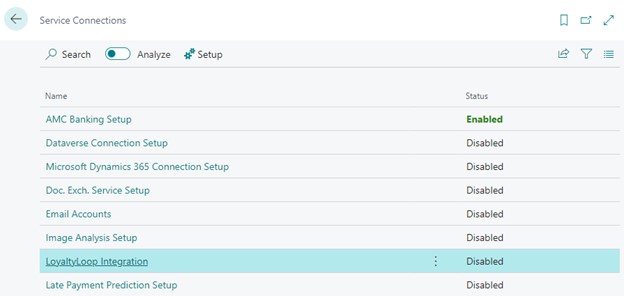 Service Connections
Search Analyze Setup
Name Status
AMC Banking Setup Enabled
Dataverse Connection Setup Disabled
Microsoft Dynamics 365 Connection Setup Disabled
Doc. Exch. Service Setup Disabled
Email Accounts Disabled
Image Analysis Setup Disabled
LoyaltyLoop Integration Disabled
Late Payment Prediction Setup Disabled